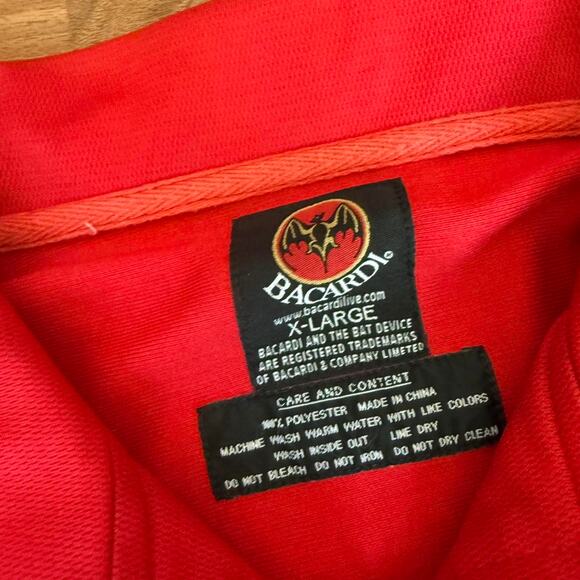 BACARDI
www.bacardilive.com
X-LARGE
BACARDI AND THE BAT DEVICE
ARE REGISTERED TRADEMARKS
OF BACARDI & COMPANY LIMITED
CARE AND CONTENT
100% POLYESTER MADE IN CHINA
MACHINE WASH WARM WATER WITH LIKE COLORS
WASH INSIDE OUT LINE DRY
DO NOT BLEACH DO NOT IRON DO NOT DRY CLEAN